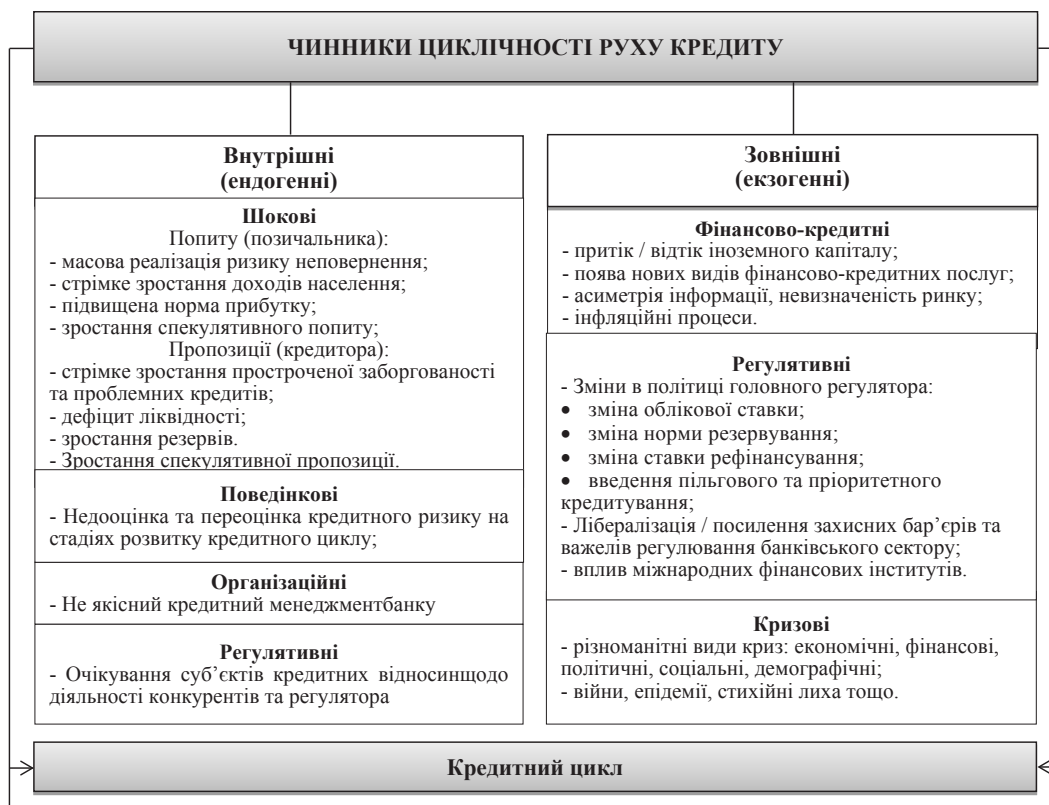 ЧИННИКИ ЦИКЛІЧНОСТІ РУХУ КРЕДИТУ
Внутрішні
(ендогенні)
Шокові
Попиту (позичальника):
- масова реалізація ризику неповернення;
- стрімке зростання доходів населення;
- підвищена норма прибутку;
- зростання спекулятивного попиту;
Пропозиції (кредитора):
- стрімке зростання простроченої заборгованості
та проблемних кредитів;
- дефіцит ліквідності;
- зростання резервів.
- Зростання спекулятивної пропозиції.
Поведінкові
- Недооцінка та переоцінка кредитного ризику на
стадіях розвитку кредитного циклу;
Організаційні
- Не якісний кредитний менеджментбанку
Регулятивні
- Очікування суб’єктів кредитних відносинщодо
діяльності конкурентів та регулятора
Зовнішні
(екзогенні)
Фінансово-кредитні
- притік / відтік іноземного капіталу;
- поява нових видів фінансово-кредитних послуг;
- асиметрія інформації, невизначеність ринку;
- інфляційні процеси.
Регулятивні
- Зміни в політиці головного регулятора:
• зміна облікової ставки;
• зміна норми резервування;
• зміна ставки рефінансування;
• введення пільгового та пріоритетного
кредитування;
- Лібералізація / посилення захисних бар’єрів та
важелів регулювання банківського сектору;
- вплив міжнародних фінансових інститутів.
Кризові
- різноманітні види криз: економічні, фінансові,
політичні, соціальні, демографічні;
- війни, епідемії, стихійні лиха тощо.
Кредитний цикл